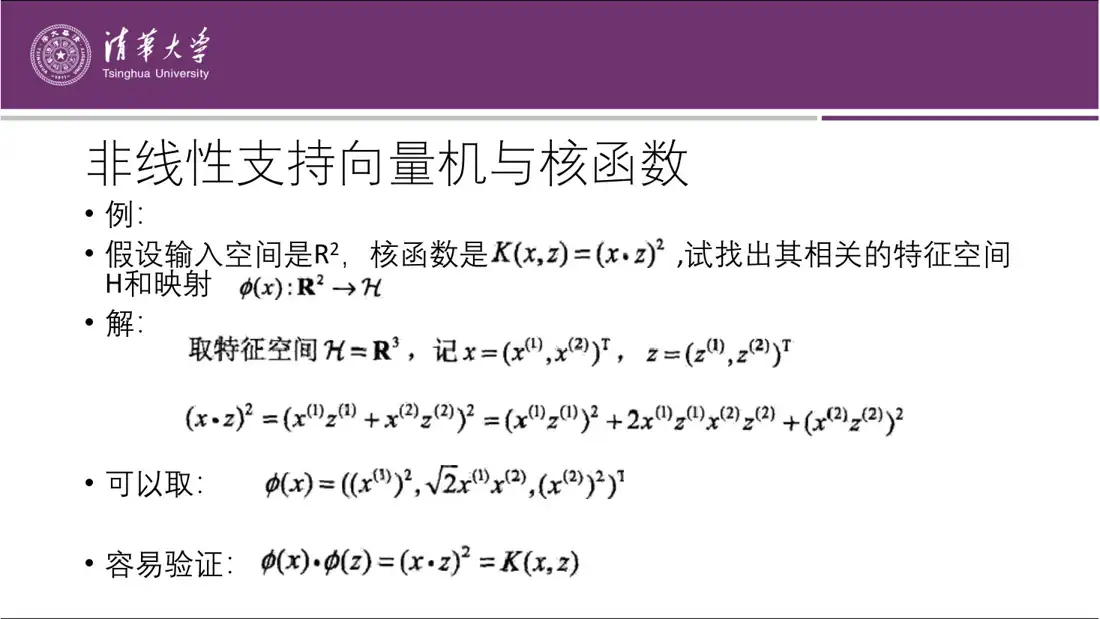 清华大学
Tsinghua University
非线性支持向量机与核函数
• 例:
• 假设输入空间是R², 核函数是 K(x,z)=(x•z)² ,试找出其相关的特征空间
H和映射 ϕ(x):R²→ℋ
• 解:
取特征空间ℋ=R³,记x=(x⁽¹⁾,x⁽²⁾)ᵀ, z=(z⁽¹⁾,z⁽²⁾)ᵀ
(x•z)²=(x⁽¹⁾z⁽¹⁾+x⁽²⁾z⁽²⁾)²=(x⁽¹⁾z⁽¹⁾)²+2x⁽¹⁾z⁽¹⁾x⁽²⁾z⁽²⁾+(x⁽²⁾z⁽²⁾)²
• 可以取: ϕ(x)=((x⁽¹⁾)²,√2x⁽¹⁾x⁽²⁾,(x⁽²⁾)²)ᵀ
• 容易验证: ϕ(x)•ϕ(z)=(x•z)²=K(x,z)